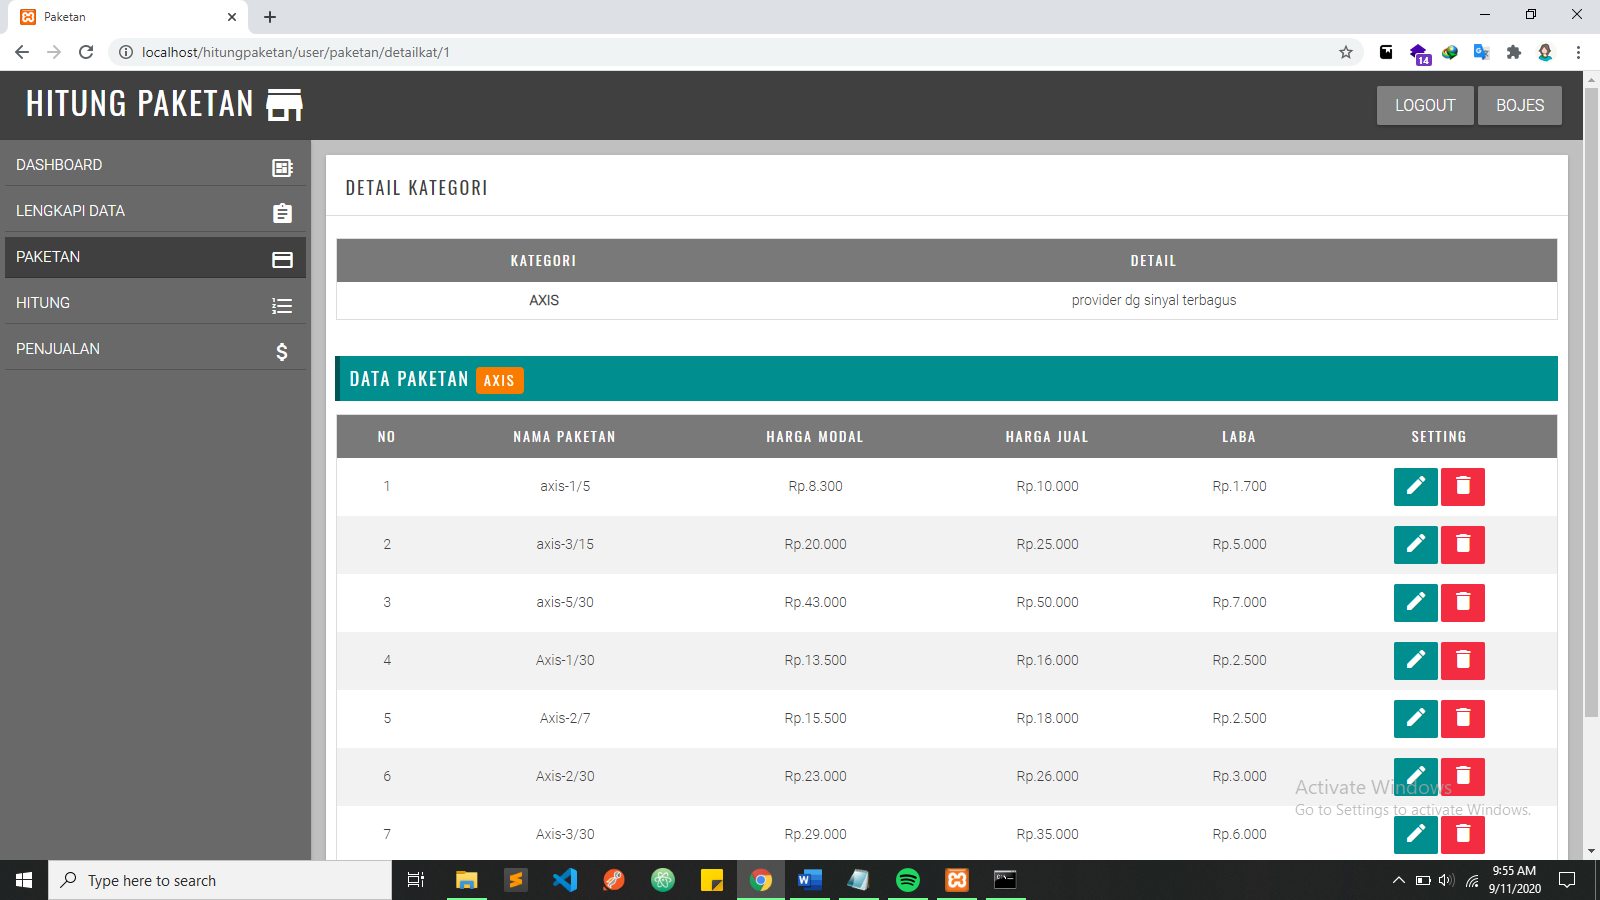 Paketan
localhost/hitungpaketan/user/paketan/detailkat/1
14
HITUNG PAKETAN
LOGOUT
BOJES
DASHBOARD
LENGKAPI DATA
PAKETAN
HITUNG
PENJUALAN
DETAIL KATEGORI
KATEGORI DETAIL
AXIS provider dg sinyal terbagus
DATA PAKETAN AXIS
NO NAMA PAKETAN HARGA MODAL HARGA JUAL LABA SETTING
1 axis-1/5 Rp.8.300 Rp.10.000 Rp.1.700
2 axis-3/15 Rp.20.000 Rp.25.000 Rp.5.000
3 axis-5/30 Rp.43.000 Rp.50.000 Rp.7.000
4 Axis-1/30 Rp.13.500 Rp.16.000 Rp.2.500
5 Axis-2/7 Rp.15.500 Rp.18.000 Rp.2.500
6 Axis-2/30 Rp.23.000 Rp.26.000 Rp.3.000
7 Axis-3/30 Rp.29.000 Rp.35.000 Rp.6.000
Activate Windows
Go to Settings to activate Windows.
Type here to search
9:55 AM
9/11/2020